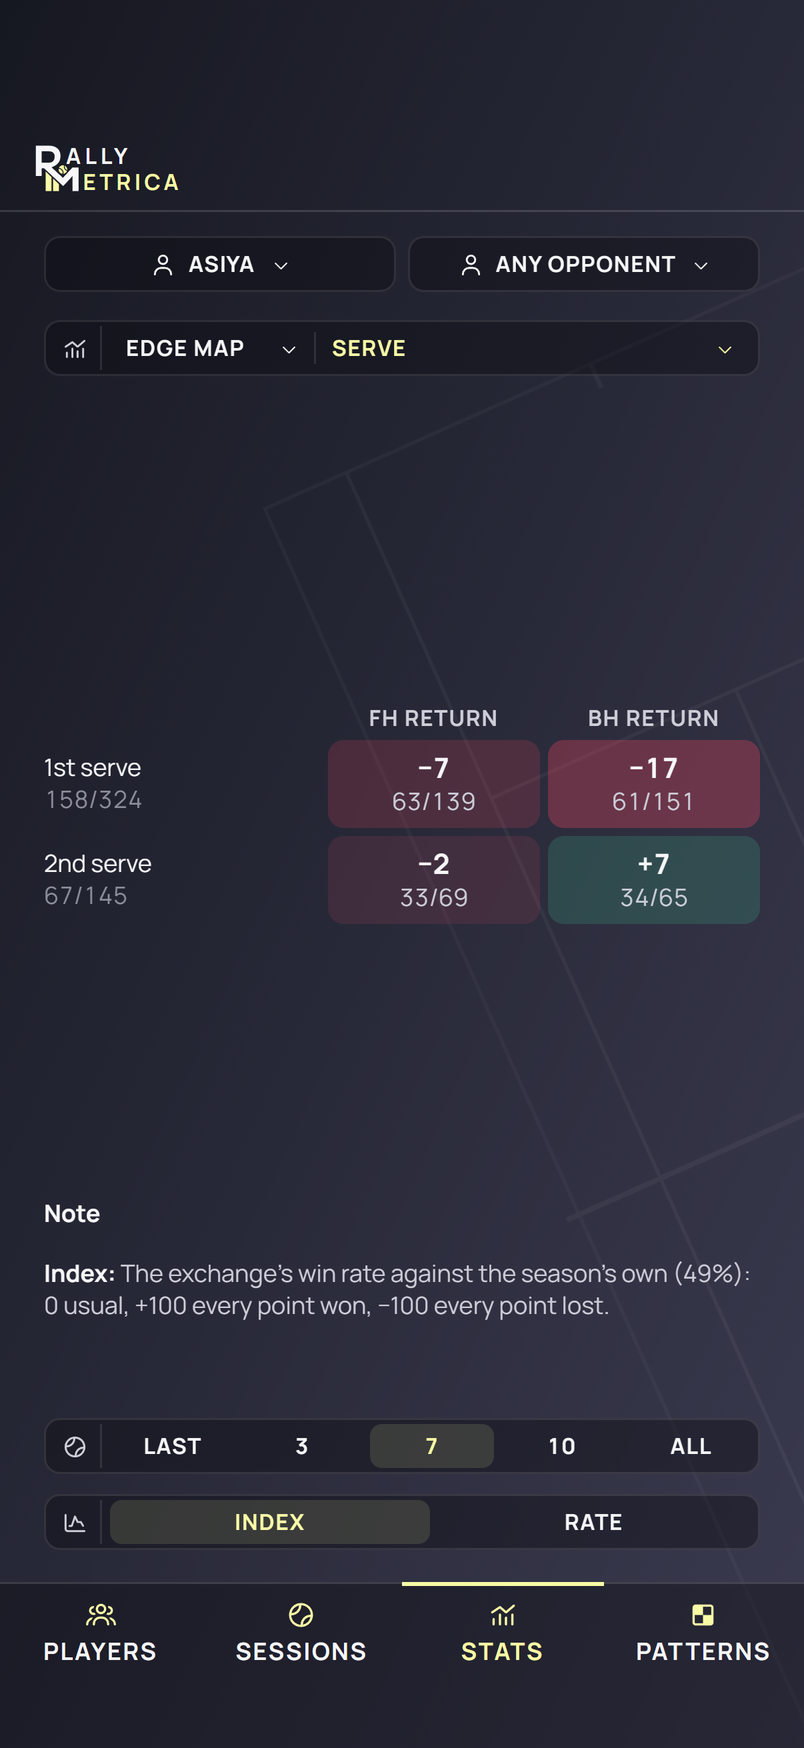 RALLY
METRICA
ASIYA
ANY OPPONENT
EDGE MAP
SERVE
FH RETURN
BH RETURN
1st serve
158/324
−7
63/139
−17
61/151
2nd serve
67/145
−2
33/69
+7
34/65
Note
Index: The exchange’s win rate against the season’s own (49%):
0 usual, +100 every point won, −100 every point lost.
LAST
3
7
10
ALL
INDEX
RATE
PLAYERS
SESSIONS
STATS
PATTERNS